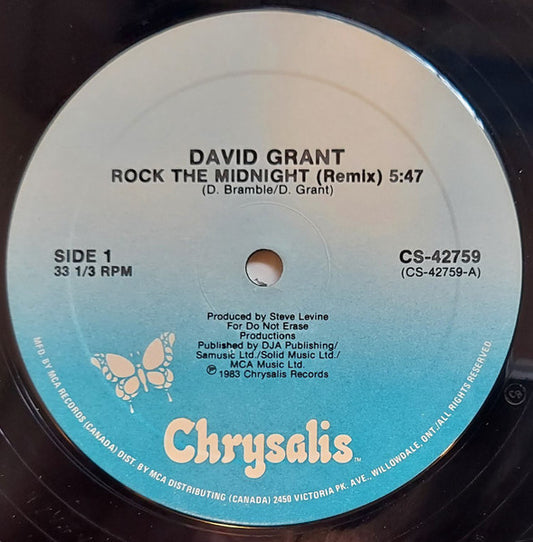 DAVID GRANT
ROCK THE MIDNIGHT (Remix) 5:47
(D. Bramble/D. Grant)
SIDE 1
33 1/3 RPM
CS-42759
(CS-42759-A)
Produced by Steve Levine
For Do Not Erase
Productions
Published by DJA Publishing/
Samusic Ltd./Solid Music Ltd./
MCA Music Ltd.
℗ 1983 Chrysalis Records
Chrysalis™
MFD. BY MCA RECORDS (CANADA) DIST. BY MCA DISTRIBUTING (CANADA) 2450 VICTORIA PK. AVE., WILLOWDALE, ONT./ALL RIGHTS RESERVED